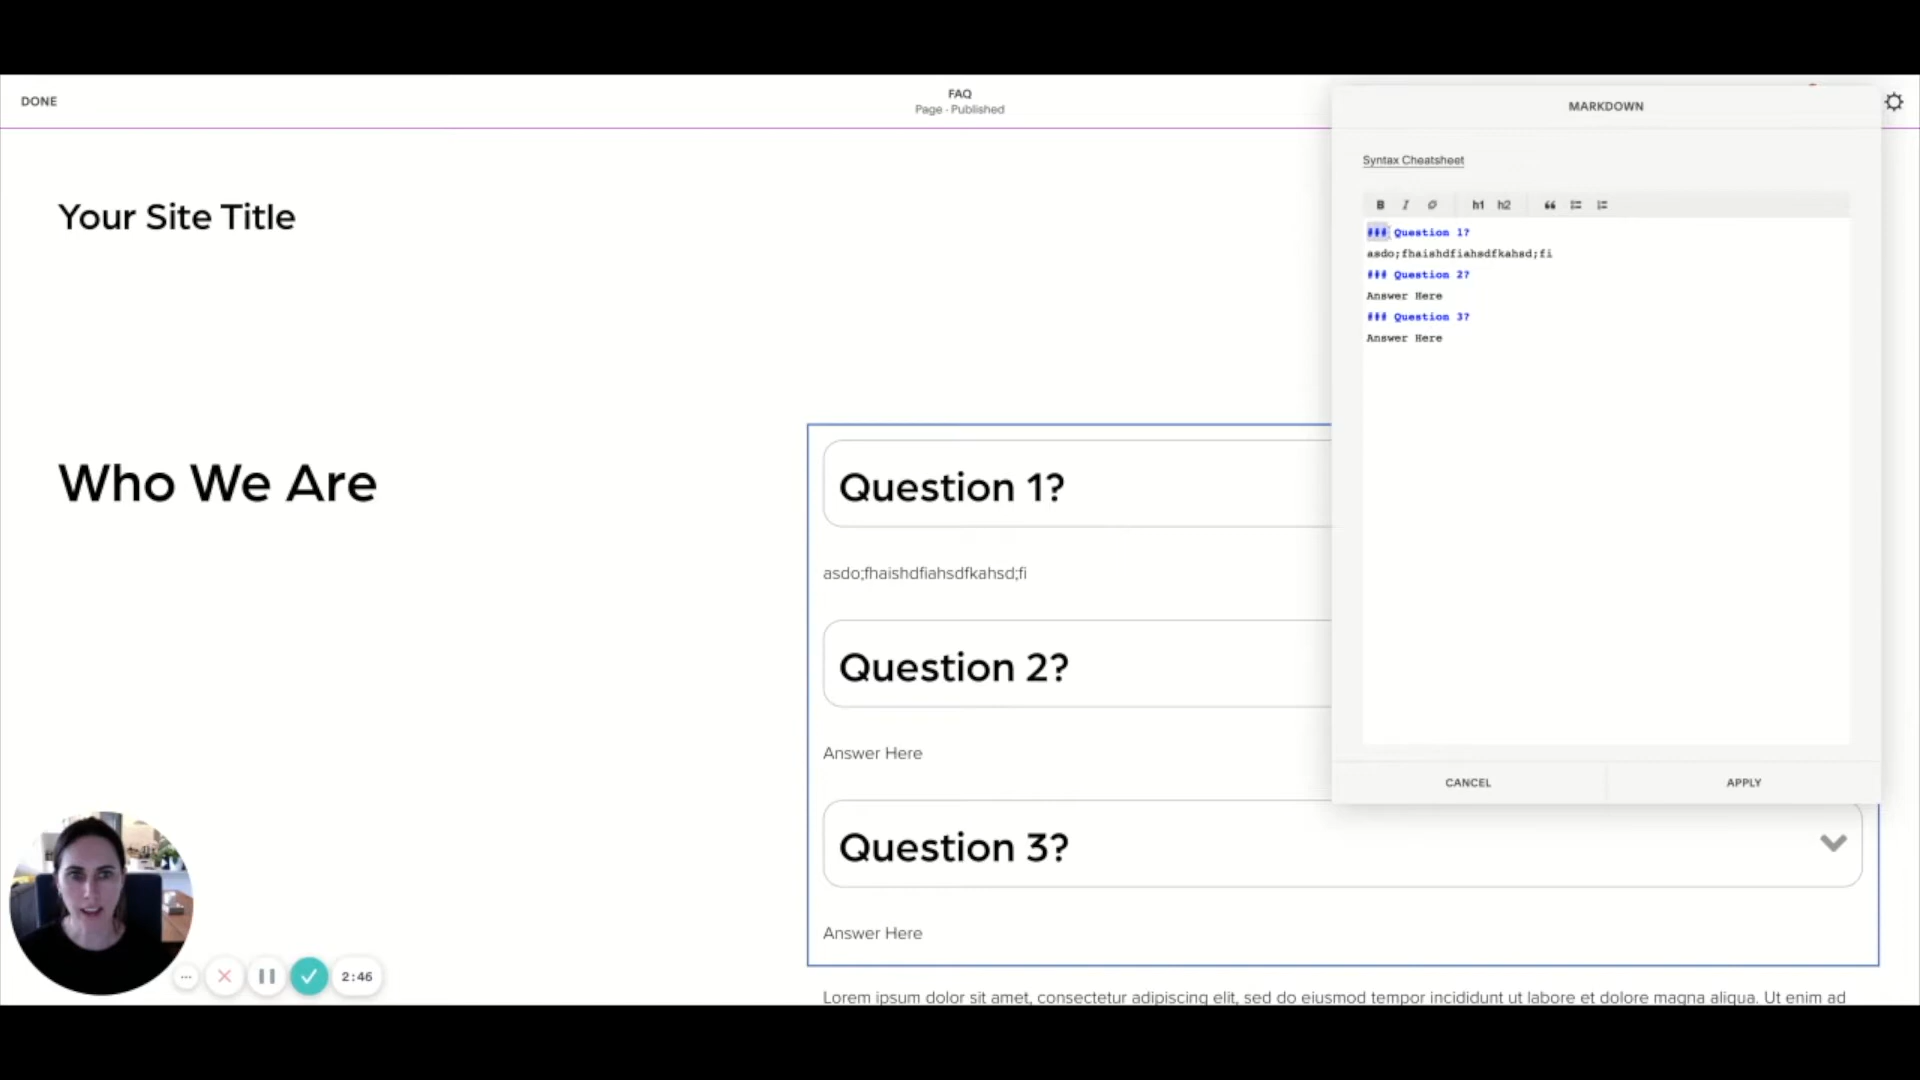 DONE
FAQ
Page · Published
MARKDOWN
Syntax Cheatsheet
B I h1 h2
### Question 1?
asdo;fhaishdfiahsdfkahsd;fi
### Question 2?
Answer Here
### Question 3?
Answer Here
CANCEL
APPLY
Your Site Title
Who We Are
Question 1?
asdo;fhaishdfiahsdfkahsd;fi
Question 2?
Answer Here
Question 3?
Answer Here
Lorem ipsum dolor sit amet, consectetur adipiscing elit, sed do eiusmod tempor incididunt ut labore et dolore magna aliqua. Ut enim ad
2:46